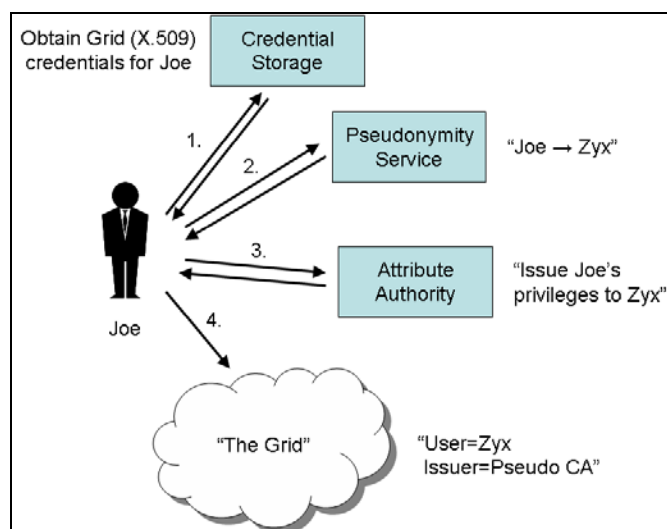 Obtain Grid (X.509)
credentials for Joe
Credential
Storage
1.
Pseudonymity
Service
2.
“Joe → Zyx”
3.
Attribute
Authority
“Issue Joe’s
privileges to Zyx”
Joe
4.
“The Grid”
“User=Zyx
Issuer=Pseudo CA”